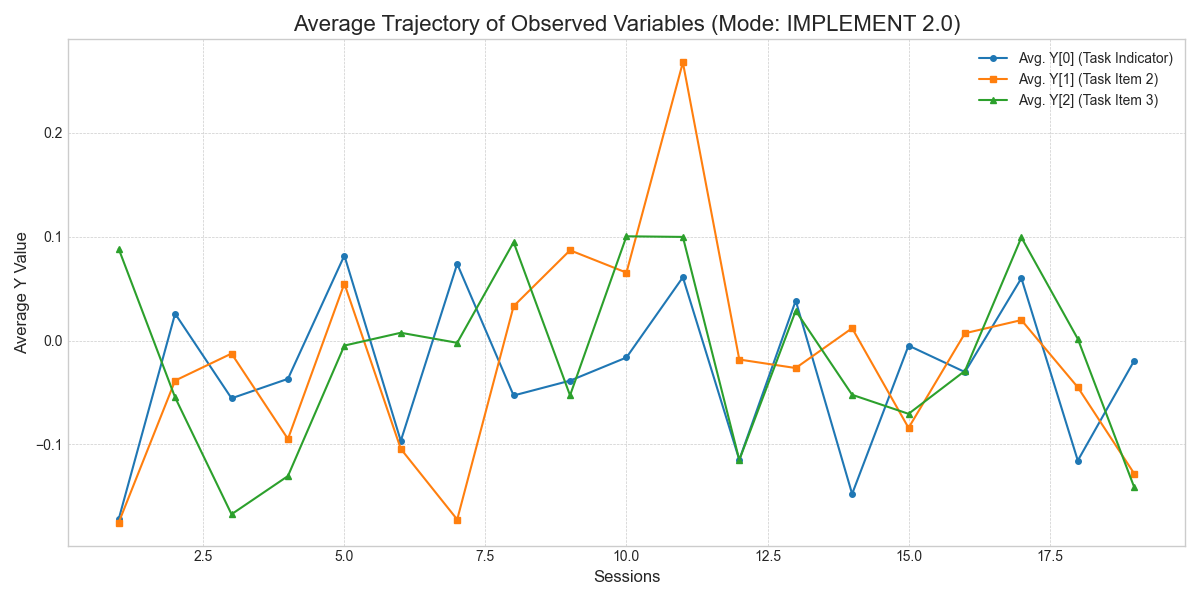 Average Trajectory of Observed Variables (Mode: IMPLEMENT 2.0)
Avg. Y[0] (Task Indicator)
Avg. Y[1] (Task Item 2)
Avg. Y[2] (Task Item 3)
Average Y Value
0.2
0.1
0.0
−0.1
2.5 5.0 7.5 10.0 12.5 15.0 17.5
Sessions